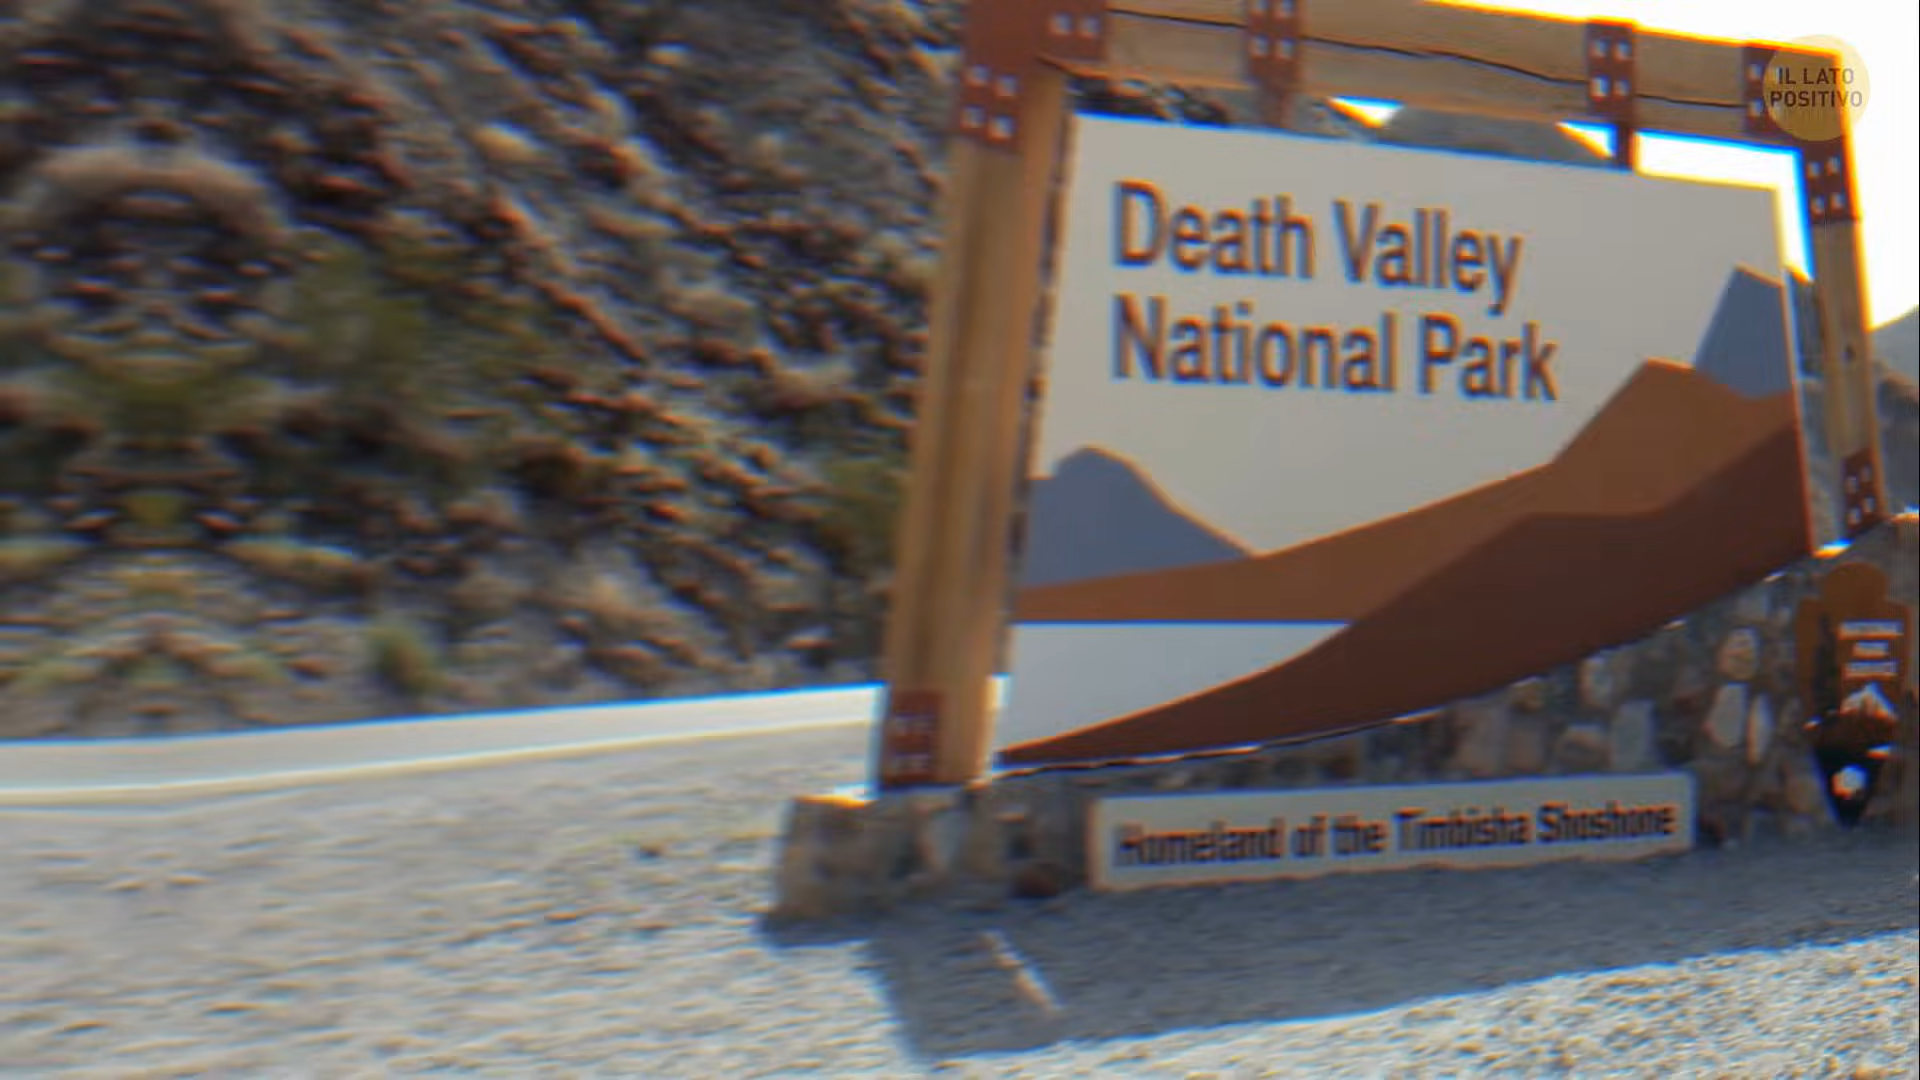 IL LATO
POSITIVO
Death Valley
National Park
Homeland of the Timbisha Shoshone